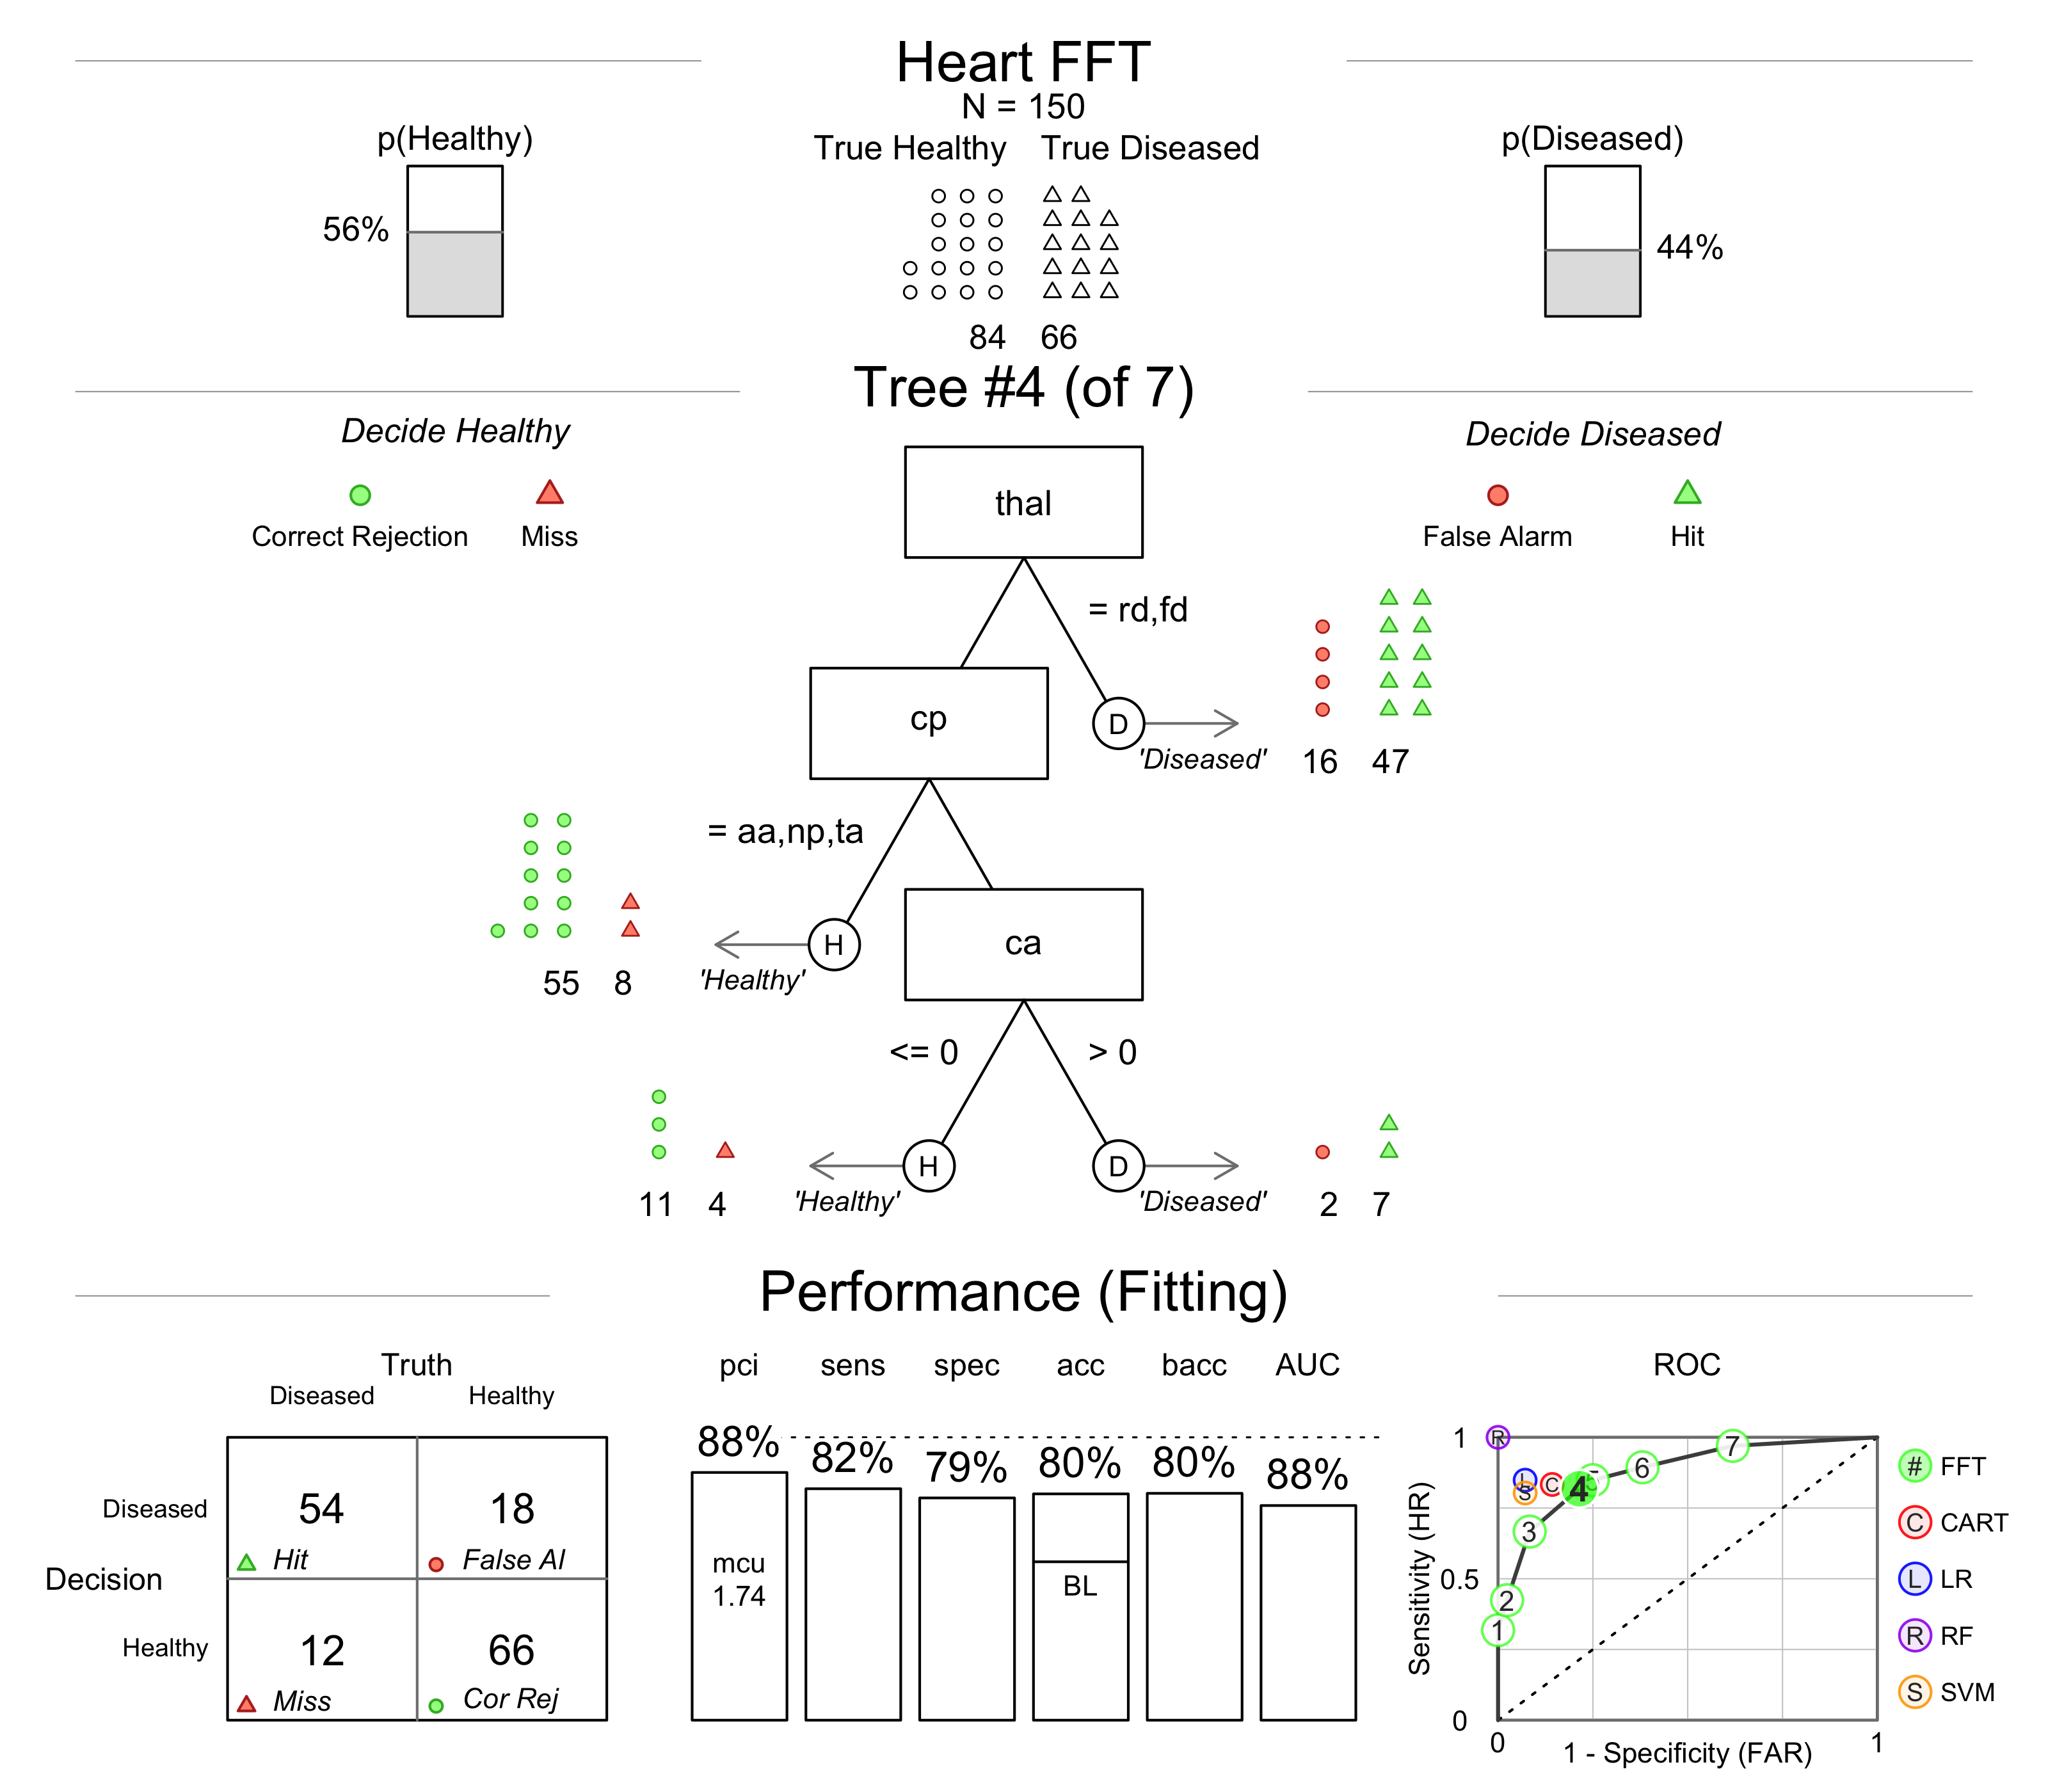 Heart FFT
N = 150
p(Healthy)
True Healthy True Diseased
p(Diseased)
56%
44%
84 66
Tree #4 (of 7)
Decide Healthy
Decide Diseased
Correct Rejection Miss
False Alarm Hit
thal
= rd,fd
cp
D
'Diseased'
16 47
= aa,np,ta
H
'Healthy'
55 8
ca
<= 0
> 0
H
D
'Healthy'
'Diseased'
11 4
2 7
Performance (Fitting)
Truth
Diseased Healthy
Decision
Diseased
54 18
Hit False Al
Healthy
12 66
Miss Cor Rej
pci sens spec acc bacc AUC
88% 82% 79% 80% 80% 88%
mcu
1.74
BL
ROC
1
0.5
0
Sensitivity (HR)
R
L
S
C
5
4
3
2
1
6
7
0 1
1 - Specificity (FAR)
# FFT
C CART
L LR
R RF
S SVM